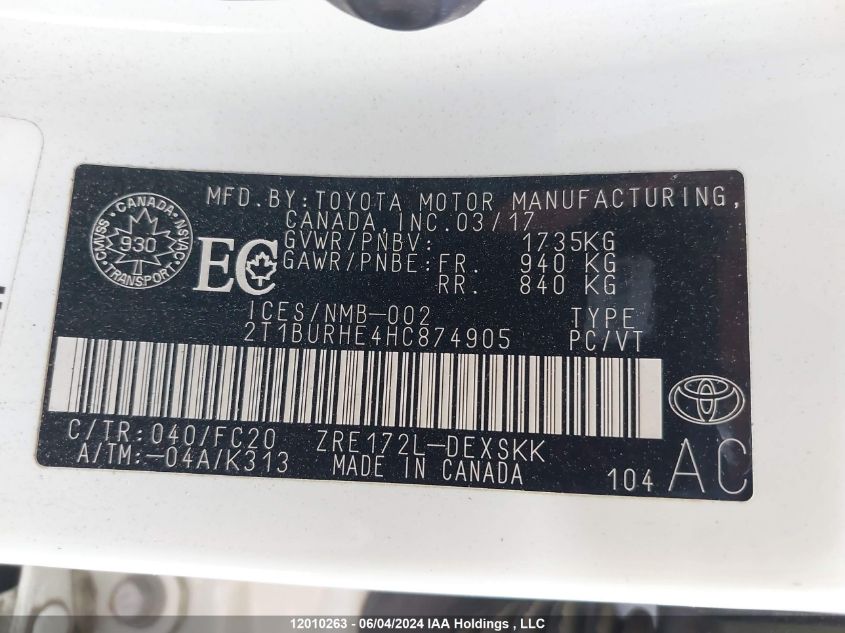 MFD. BY: TOYOTA MOTOR MANUFACTURING,
CANADA, INC. 03/17
GVWR/PNBV: 1735KG
GAWR/PNBE: FR. 940 KG
RR. 840 KG
CANADA
CMVSS
930
NSVAC
TRANSPORT
EC
ICES/NMB-002 TYPE
2T1BURHE4HC874905 PC/VT
C/TR: 040/FC20 ZRE172L-DEXSKK
A/TM: -04A/K313 MADE IN CANADA
104 AC
12010263 - 06/04/2024 IAA Holdings, LLC